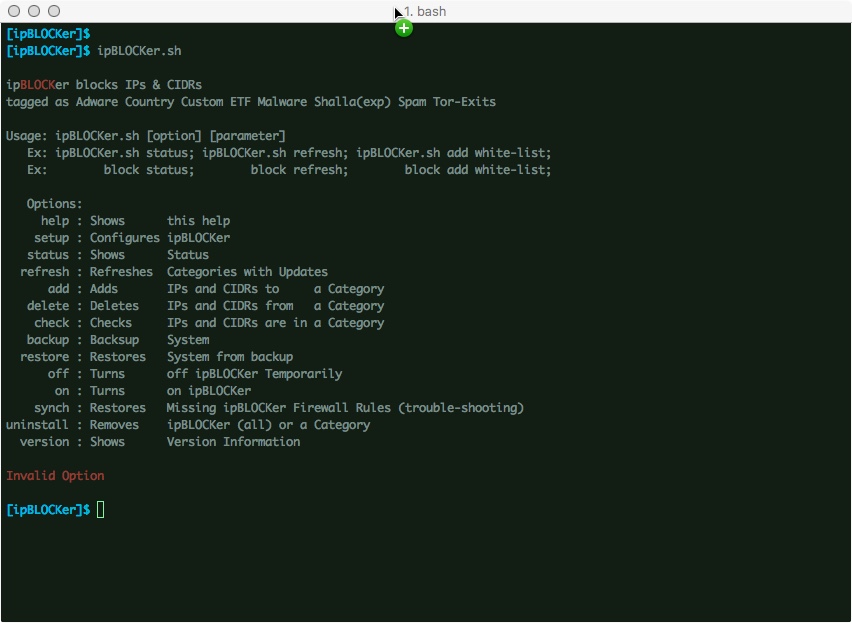 1. bash
[ipBLOCKer]$
[ipBLOCKer]$ ipBLOCKer.sh
ipBLOCKer blocks IPs & CIDRs
tagged as Adware Country Custom ETF Malware Shalla(exp) Spam Tor-Exits
Usage: ipBLOCKer.sh [option] [parameter]
Ex: ipBLOCKer.sh status; ipBLOCKer.sh refresh; ipBLOCKer.sh add white-list;
Ex: block status; block refresh; block add white-list;
Options:
help : Shows this help
setup : Configures ipBLOCKer
status : Shows Status
refresh : Refreshes Categories with Updates
add : Adds IPs and CIDRs to a Category
delete : Deletes IPs and CIDRs from a Category
check : Checks IPs and CIDRs are in a Category
backup : Backsup System
restore : Restores System from backup
off : Turns off ipBLOCKer Temporarily
on : Turns on ipBLOCKer
synch : Restores Missing ipBLOCKer Firewall Rules (trouble-shooting)
uninstall : Removes ipBLOCKer (all) or a Category
version : Shows Version Information
Invalid Option
[ipBLOCKer]$